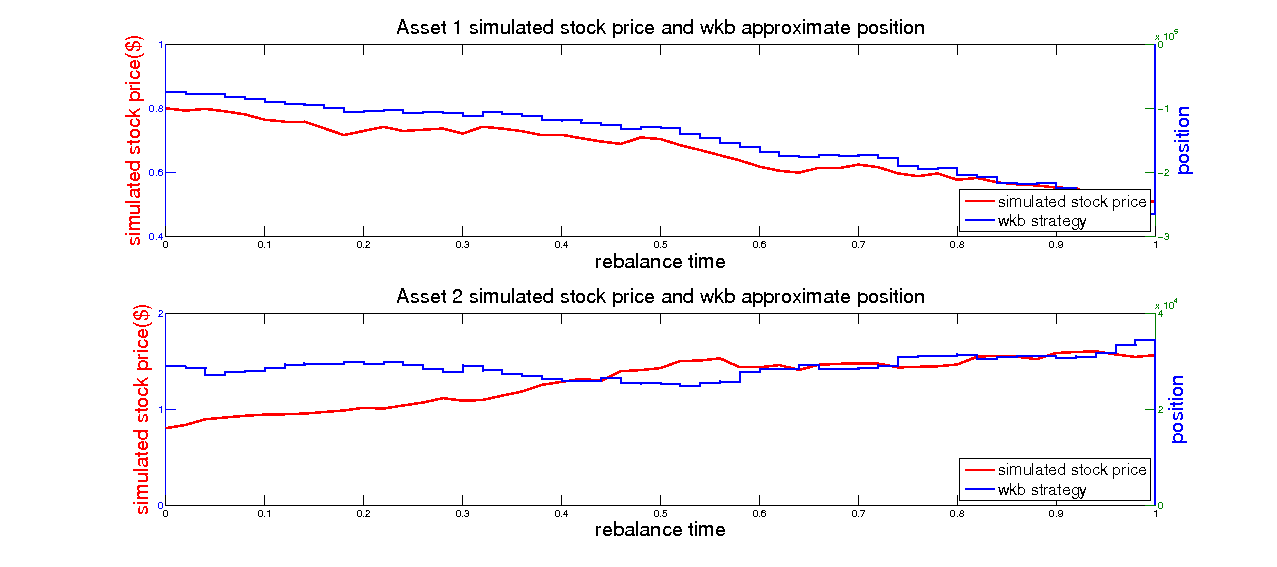 Asset 1 simulated stock price and wkb approximate position
simulated stock price($)
1
0.8
0.6
0.4
0 0.1 0.2 0.3 0.4 0.5 0.6 0.7 0.8 0.9 1
rebalance time
0
-1
-2
-3
position
simulated stock price
wkb strategy
Asset 2 simulated stock price and wkb approximate position
simulated stock price($)
2
1
0
0 0.1 0.2 0.3 0.4 0.5 0.6 0.7 0.8 0.9 1
rebalance time
x 10^4
4
2
0
position
simulated stock price
wkb strategy